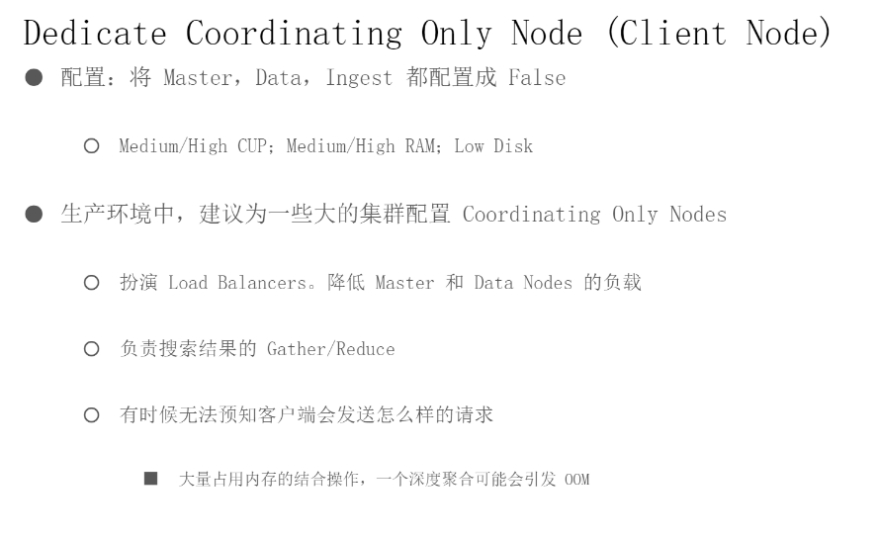 Dedicate Coordinating Only Node (Client Node)
● 配置：将 Master，Data，Ingest 都配置成 False
○ Medium/High CUP；Medium/High RAM；Low Disk
● 生产环境中，建议为一些大的集群配置 Coordinating Only Nodes
○ 扮演 Load Balancers。降低 Master 和 Data Nodes 的负载
○ 负责搜索结果的 Gather/Reduce
○ 有时候无法预知客户端会发送怎么样的请求
■ 大量占用内存的结合操作，一个深度聚合可能会引发 OOM